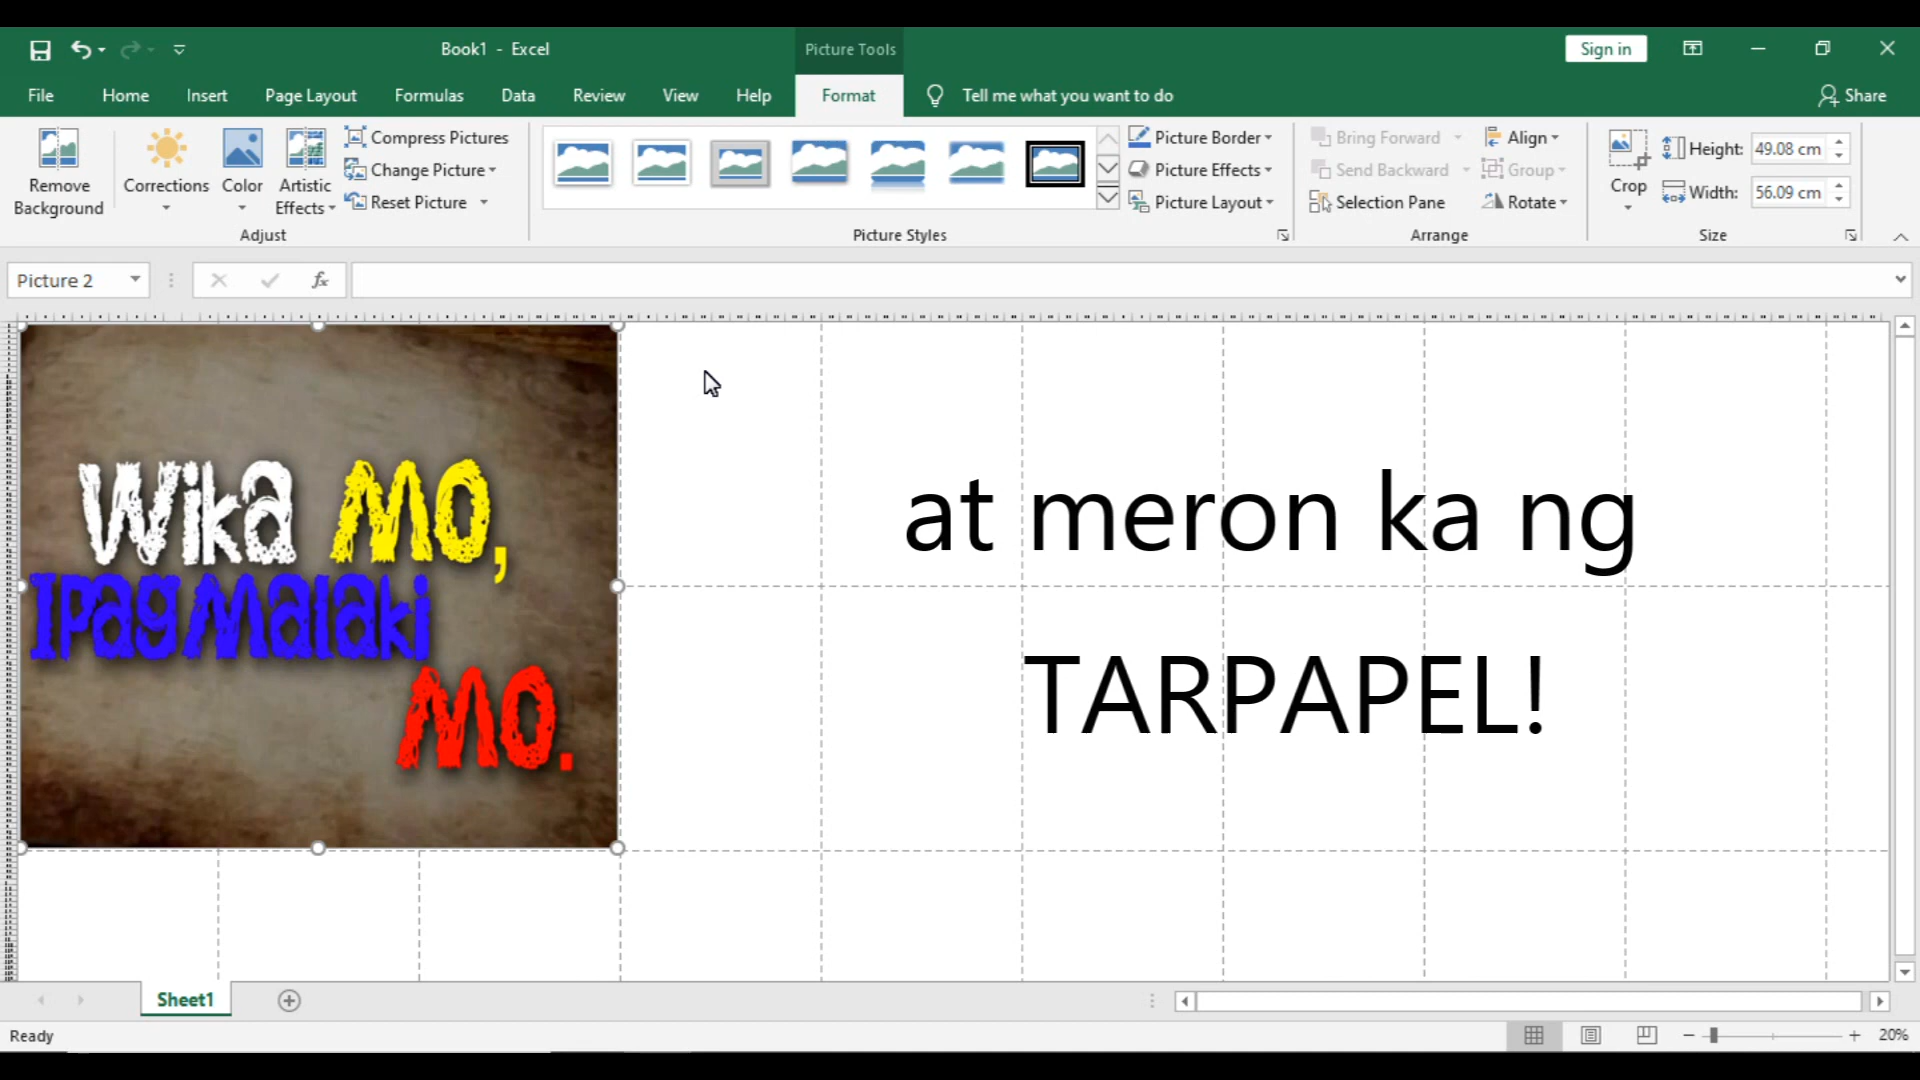 Book1 - Excel
Picture Tools
Sign in
File
Home
Insert
Page Layout
Formulas
Data
Review
View
Help
Format
Tell me what you want to do
Share
Remove Background
Corrections
Color
Artistic Effects
Compress Pictures
Change Picture
Reset Picture
Adjust
Picture Styles
Picture Border
Picture Effects
Picture Layout
Bring Forward
Send Backward
Selection Pane
Align
Group
Rotate
Arrange
Crop
Height: 49.08 cm
Width: 56.09 cm
Size
Picture 2
fx
Wika MO,
IPagMalaki
MO.
at meron ka ng
TARPAPEL!
Sheet1
Ready
20%